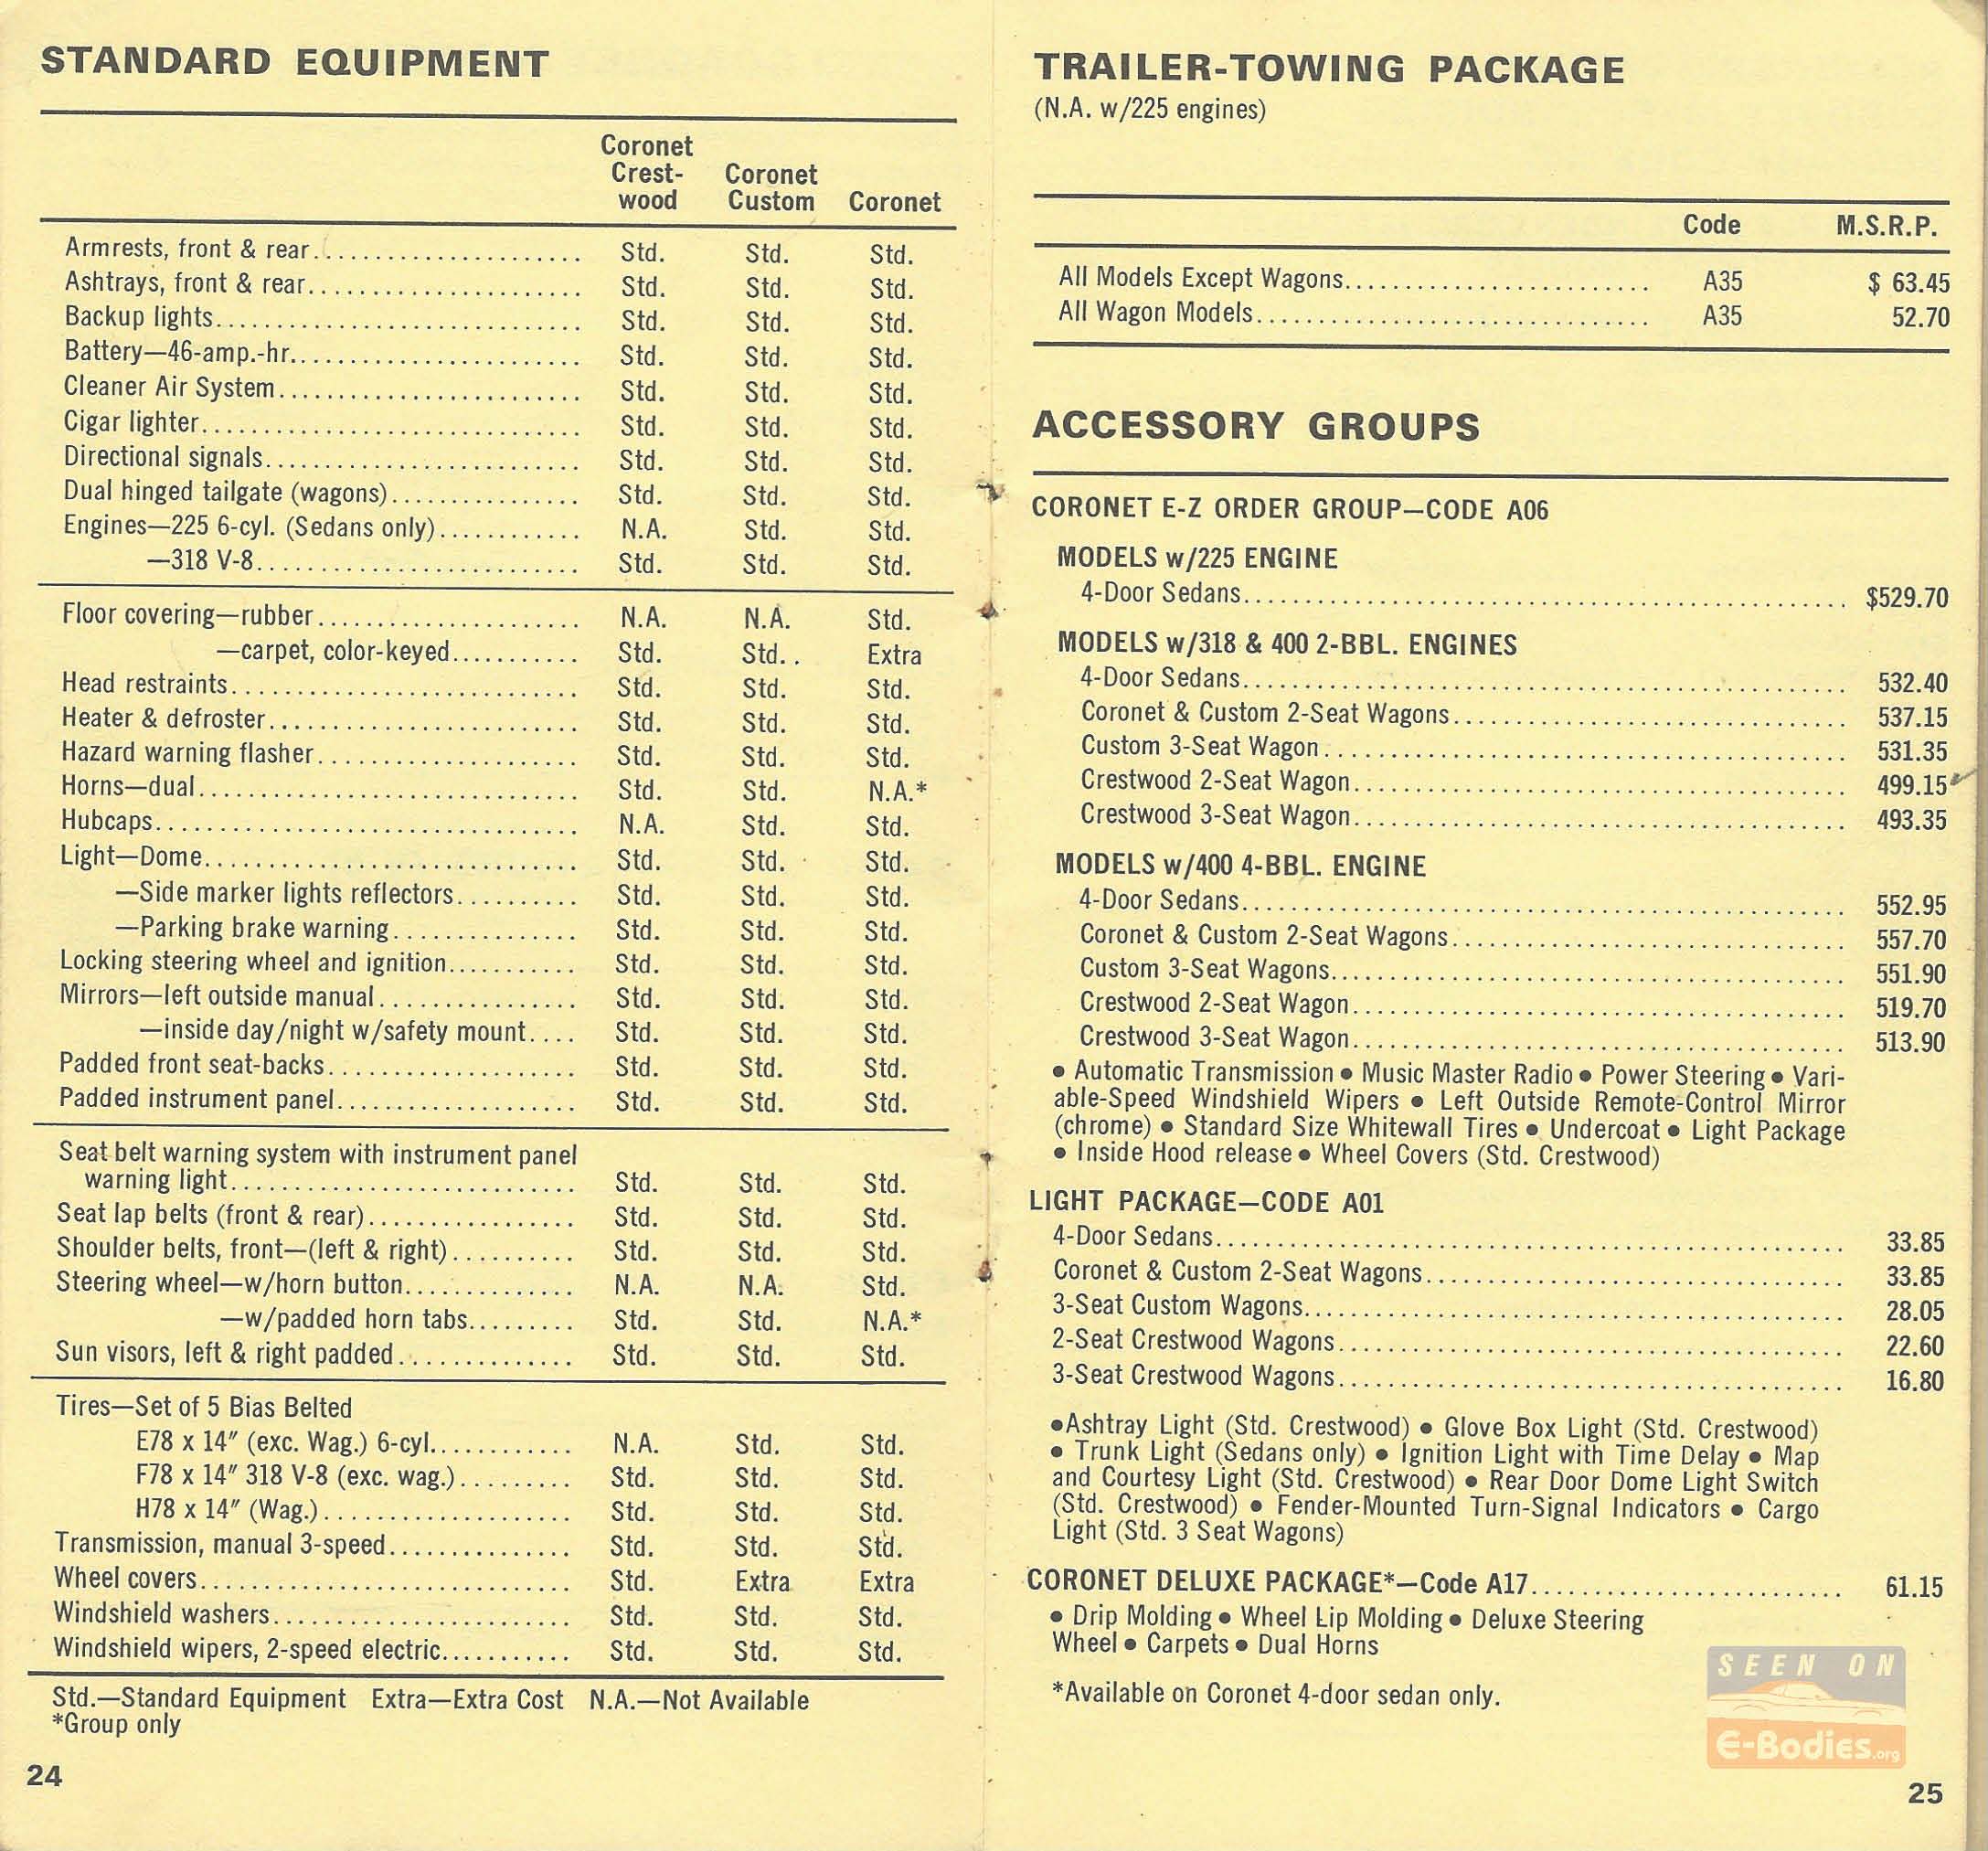 STANDARD EQUIPMENT
Coronet Crest-wood Coronet Custom Coronet
Armrests, front & rear Std. Std. Std.
Ashtrays, front & rear Std. Std. Std.
Backup lights Std. Std. Std.
Battery—46-amp.-hr. Std. Std. Std.
Cleaner Air System Std. Std. Std.
Cigar lighter Std. Std. Std.
Directional signals Std. Std. Std.
Dual hinged tailgate (wagons) Std. Std. Std.
Engines—225 6-cyl. (Sedans only) N.A. Std. Std.
—318 V-8 Std. Std. Std.
Floor covering—rubber N.A. N.A. Std.
—carpet, color-keyed Std. Std. Extra
Head restraints Std. Std. Std.
Heater & defroster Std. Std. Std.
Hazard warning flasher Std. Std. Std.
Horns—dual Std. Std. N.A.*
Hubcaps N.A. Std. Std.
Light—Dome Std. Std. Std.
—Side marker lights reflectors Std. Std. Std.
—Parking brake warning Std. Std. Std.
Locking steering wheel and ignition Std. Std. Std.
Mirrors—left outside manual Std. Std. Std.
—inside day/night w/safety mount Std. Std. Std.
Padded front seat-backs Std. Std. Std.
Padded instrument panel Std. Std. Std.
Seat belt warning system with instrument panel
warning light Std. Std. Std.
Seat lap belts (front & rear) Std. Std. Std.
Shoulder belts, front—(left & right) Std. Std. Std.
Steering wheel—w/horn button N.A. N.A. Std.
—w/padded horn tabs Std. Std. N.A.*
Sun visors, left & right padded Std. Std. Std.
Tires—Set of 5 Bias Belted
E78 x 14″ (exc. Wag.) 6-cyl. N.A. Std. Std.
F78 x 14″ 318 V-8 (exc. wag.) Std. Std. Std.
H78 x 14″ (Wag.) Std. Std. Std.
Transmission, manual 3-speed Std. Std. Std.
Wheel covers Std. Extra Extra
Windshield washers Std. Std. Std.
Windshield wipers, 2-speed electric Std. Std. Std.
Std.—Standard Equipment Extra—Extra Cost N.A.—Not Available
*Group only
24
TRAILER-TOWING PACKAGE
(N.A. w/225 engines)
Code M.S.R.P.
All Models Except Wagons A35 $ 63.45
All Wagon Models A35 52.70
ACCESSORY GROUPS
CORONET E-Z ORDER GROUP—CODE A06
MODELS w/225 ENGINE
4-Door Sedans $529.70
MODELS w/318 & 400 2-BBL. ENGINES
4-Door Sedans 532.40
Coronet & Custom 2-Seat Wagons 537.15
Custom 3-Seat Wagon 531.35
Crestwood 2-Seat Wagon 499.15
Crestwood 3-Seat Wagon 493.35
MODELS w/400 4-BBL. ENGINE
4-Door Sedans 552.95
Coronet & Custom 2-Seat Wagons 557.70
Custom 3-Seat Wagons 551.90
Crestwood 2-Seat Wagon 519.70
Crestwood 3-Seat Wagon 513.90
• Automatic Transmission • Music Master Radio • Power Steering • Vari-
able-Speed Windshield Wipers • Left Outside Remote-Control Mirror
(chrome) • Standard Size Whitewall Tires • Undercoat • Light Package
• Inside Hood release • Wheel Covers (Std. Crestwood)
LIGHT PACKAGE—CODE A01
4-Door Sedans 33.85
Coronet & Custom 2-Seat Wagons 33.85
3-Seat Custom Wagons 28.05
2-Seat Crestwood Wagons 22.60
3-Seat Crestwood Wagons 16.80
•Ashtray Light (Std. Crestwood) • Glove Box Light (Std. Crestwood)
• Trunk Light (Sedans only) • Ignition Light with Time Delay • Map
and Courtesy Light (Std. Crestwood) • Rear Door Dome Light Switch
(Std. Crestwood) • Fender-Mounted Turn-Signal Indicators • Cargo
Light (Std. 3 Seat Wagons)
CORONET DELUXE PACKAGE*—Code A17 61.15
• Drip Molding • Wheel Lip Molding • Deluxe Steering
Wheel • Carpets • Dual Horns
*Available on Coronet 4-door sedan only.
SEEN ON
E-Bodies.org
25